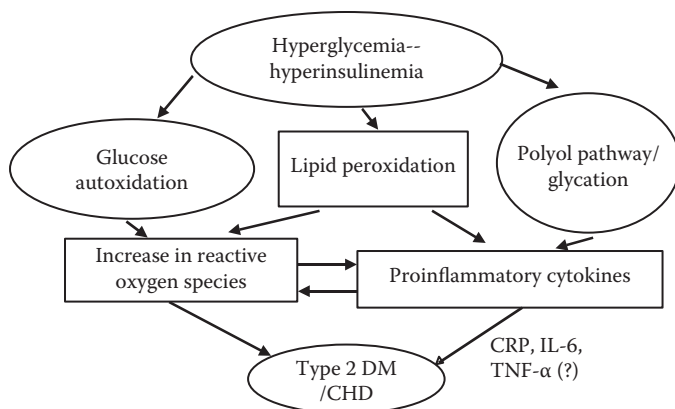 Hyperglycemia--
hyperinsulinemia
Glucose
autoxidation
Lipid peroxidation
Polyol pathway/
glycation
Increase in reactive
oxygen species
Proinflammatory cytokines
CRP, IL-6,
TNF-α (?)
Type 2 DM
/CHD